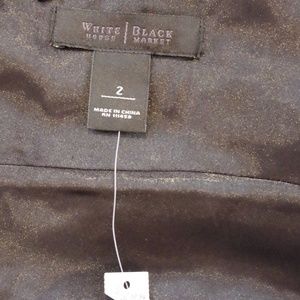 WHITE | BLACK
HOUSE | MARKET
2
MADE IN CHINA